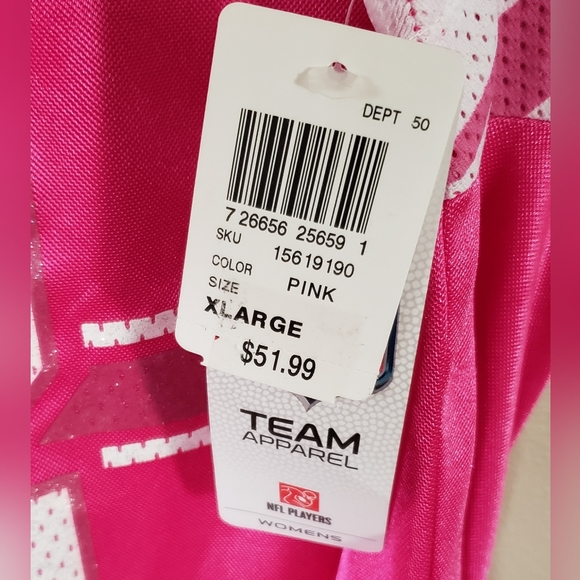 DEPT 50
7 26656 25659 1
SKU 15619190
COLOR PINK
SIZE
XLARGE
$51.99
TEAM
APPAREL
NFL PLAYERS
WOMENS